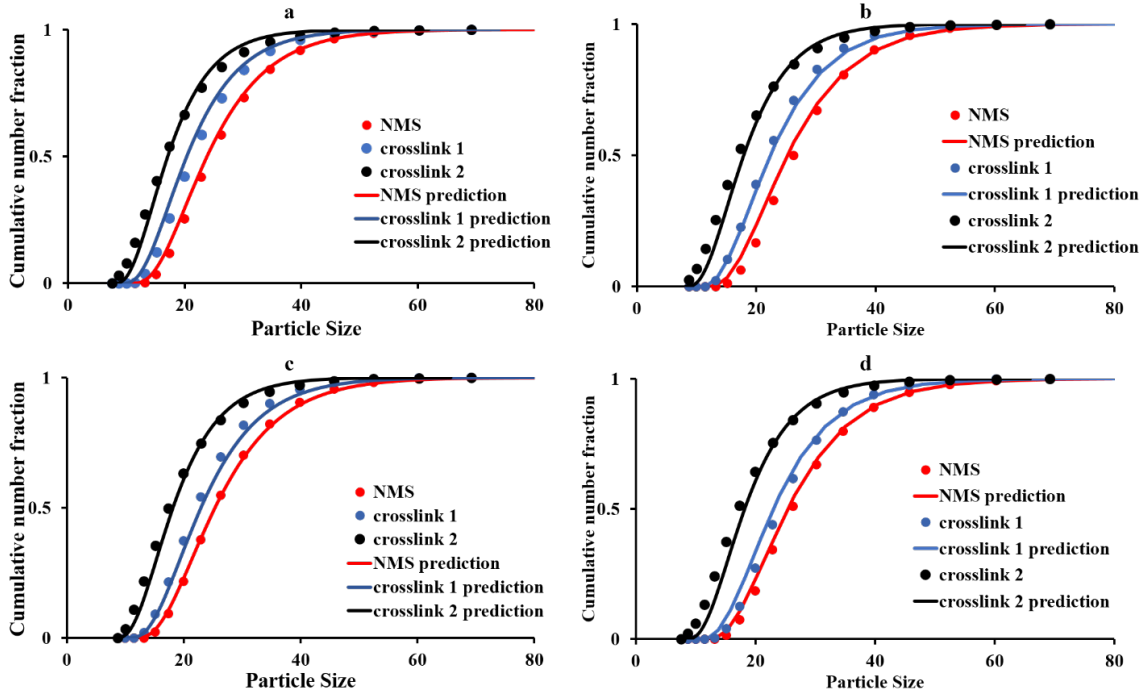 a
1
0.5
0
0
20
40
60
80
Cumulative number fraction
Particle Size
NMS
crosslink 1
crosslink 2
NMS prediction
crosslink 1 prediction
crosslink 2 prediction
b
1
0.5
0
0
20
40
60
80
Cumulative number fraction
Particle Size
NMS
NMS prediction
crosslink 1
crosslink 1 prediction
crosslink 2
crosslink 2 prediction
c
1
0.5
0
0
20
40
60
80
Cumulative number fraction
Particle Size
NMS
crosslink 1
crosslink 2
NMS prediction
crosslink 1 prediction
crosslink 2 prediction
d
1
0.5
0
0
20
40
60
80
Cumulative number fraction
Particle Size
NMS
NMS prediction
crosslink 1
crosslink 1 prediction
crosslink 2
crosslink 2 prediction